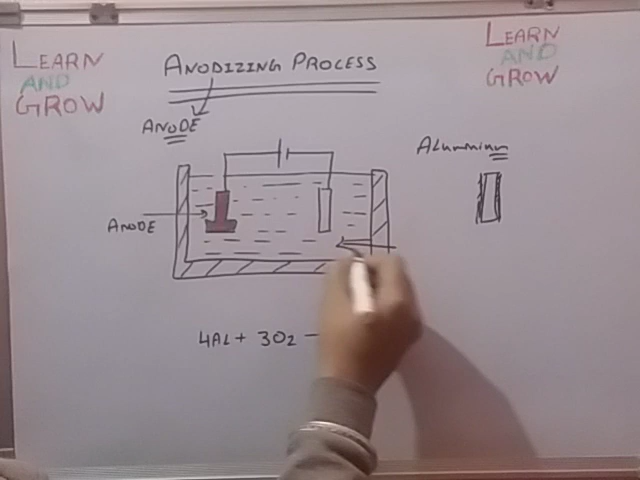 LEARN
AND
GROW
ANODIZING PROCESS
LEARN
AND
GROW
ANODE
Aluminium
ANODE
4Al + 3O2 —